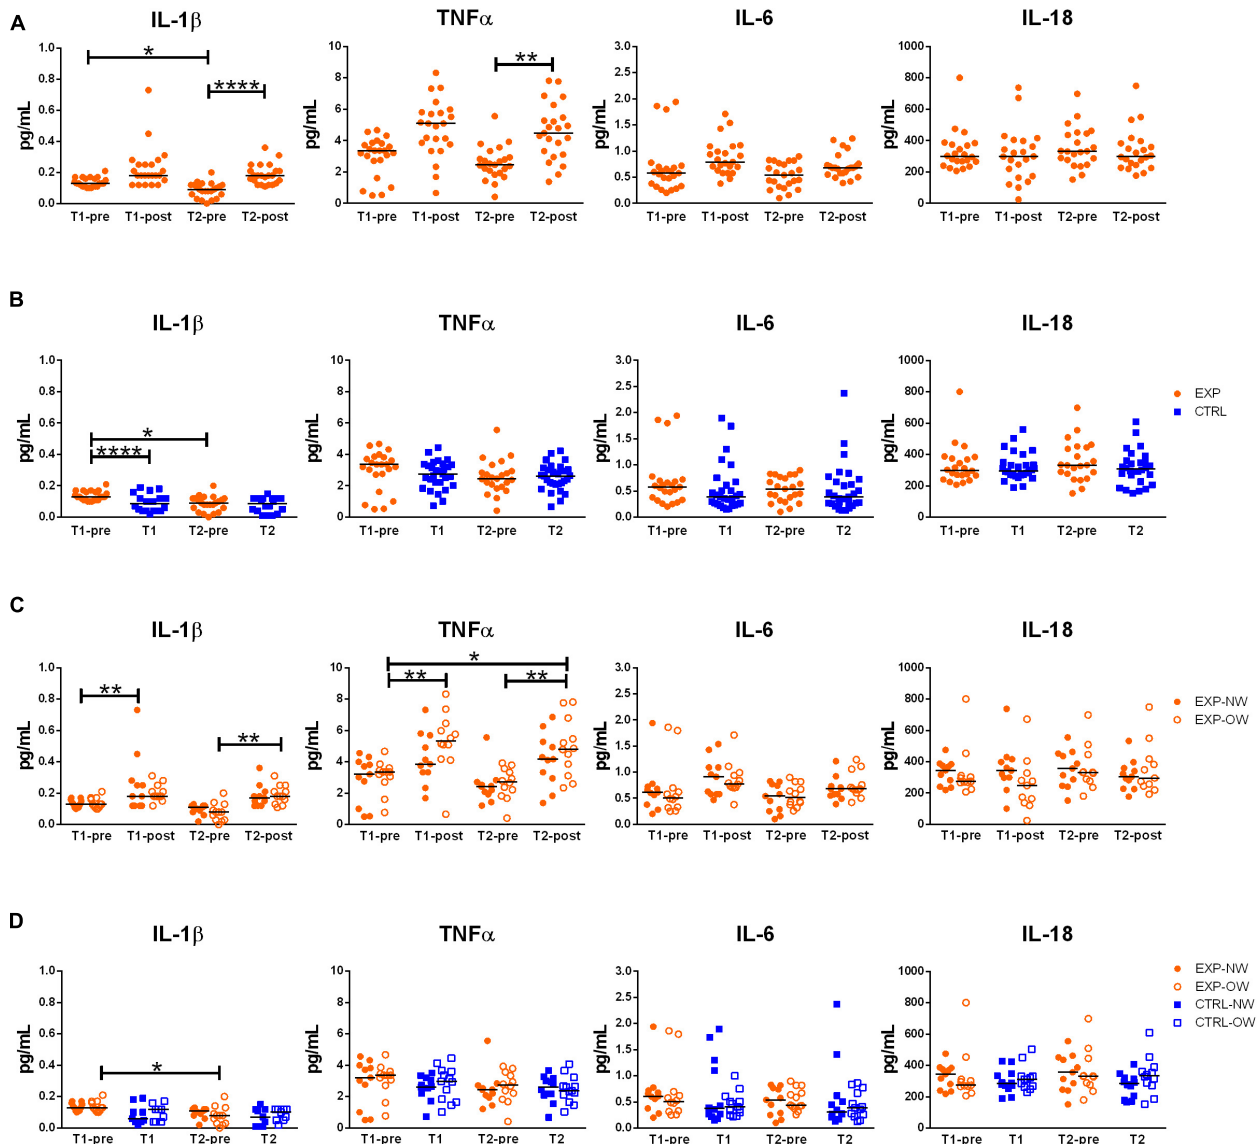 A
IL-1β TNFα IL-6 IL-18
pg/mL 1.0 0.8 0.6 0.4 0.2 0.0 * ****
pg/mL 10 8 6 4 2 0 **
pg/mL 3.0 2.5 2.0 1.5 1.0 0.5 0.0
pg/mL 1000 800 600 400 200 0
T1-pre T1-post T2-pre T2-post T1-pre T1-post T2-pre T2-post T1-pre T1-post T2-pre T2-post T1-pre T1-post T2-pre T2-post
B
IL-1β TNFα IL-6 IL-18
pg/mL 1.0 0.8 0.6 0.4 0.2 0.0 * ****
pg/mL 10 8 6 4 2 0
pg/mL 3.0 2.5 2.0 1.5 1.0 0.5 0.0
pg/mL 1000 800 600 400 200 0
EXP
CTRL
T1-pre T1 T2-pre T2 T1-pre T1 T2-pre T2 T1-pre T1 T2-pre T2 T1-pre T1 T2-pre T2
C
IL-1β TNFα IL-6 IL-18
pg/mL 1.0 0.8 0.6 0.4 0.2 0.0 ** **
pg/mL 10 8 6 4 2 0 * ** **
pg/mL 3.0 2.5 2.0 1.5 1.0 0.5 0.0
pg/mL 1000 800 600 400 200 0
EXP-NW
EXP-OW
T1-pre T1-post T2-pre T2-post T1-pre T1-post T2-pre T2-post T1-pre T1-post T2-pre T2-post T1-pre T1-post T2-pre T2-post
D
IL-1β TNFα IL-6 IL-18
pg/mL 1.0 0.8 0.6 0.4 0.2 0.0 *
pg/mL 10 8 6 4 2 0
pg/mL 3.0 2.5 2.0 1.5 1.0 0.5 0.0
pg/mL 1000 800 600 400 200 0
EXP-NW
EXP-OW
CTRL-NW
CTRL-OW
T1-pre T1 T2-pre T2 T1-pre T1 T2-pre T2 T1-pre T1 T2-pre T2 T1-pre T1 T2-pre T2